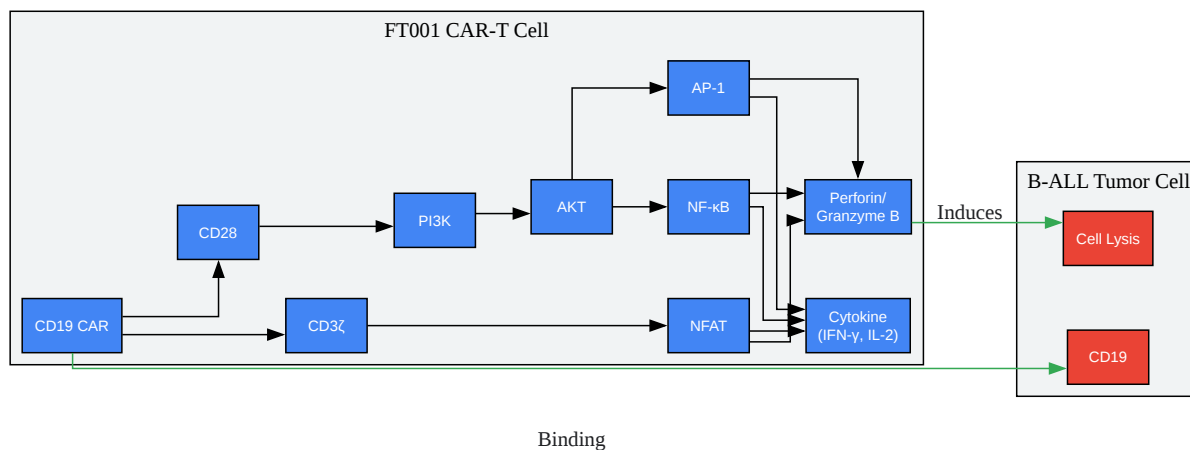 FT001 CAR-T Cell
AP-1
B-ALL Tumor Cell
CD28
PI3K
AKT
NF-κB
Perforin/
Granzyme B
Induces
Cell Lysis
CD19 CAR
CD3ζ
NFAT
Cytokine
(IFN-γ, IL-2)
CD19
Binding